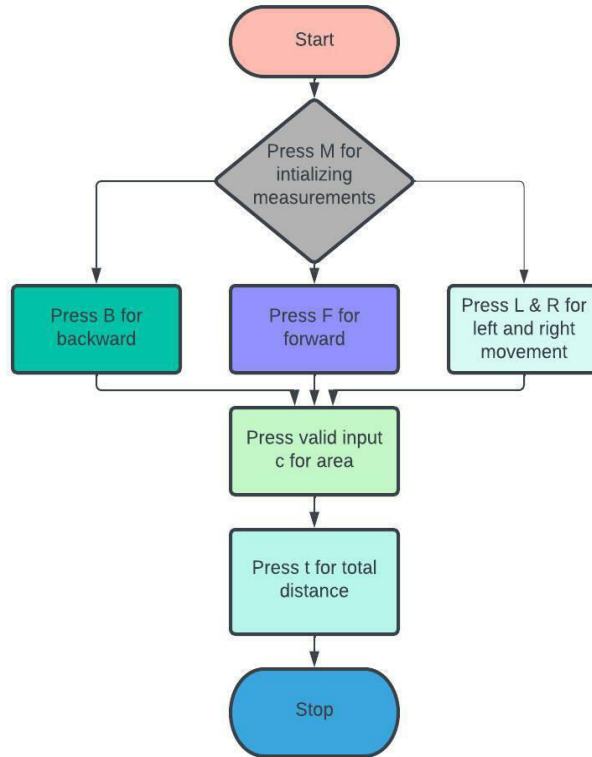 Start
Press M for
intializing
measurements
Press B for
backward
Press F for
forward
Press L & R for
left and right
movement
Press valid input
c for area
Press t for total
distance
Stop